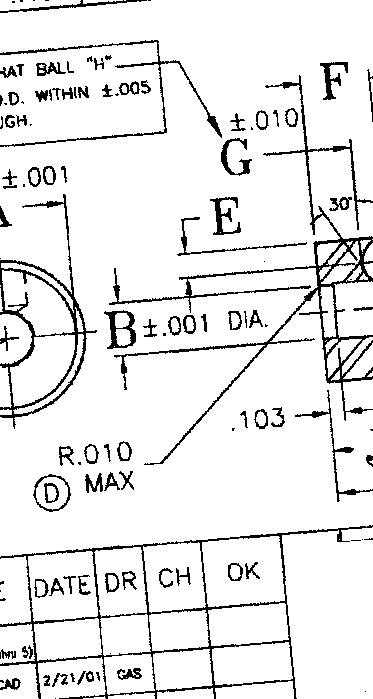 HAT BALL "H"
O.D. WITHIN ±.005
UGH.
F
±.010
G
±.001
A
E
30°
B ±.001 DIA.
.103
R.010
D MAX
E DATE DR CH OK
5)
CAD 2/21/01 GAS